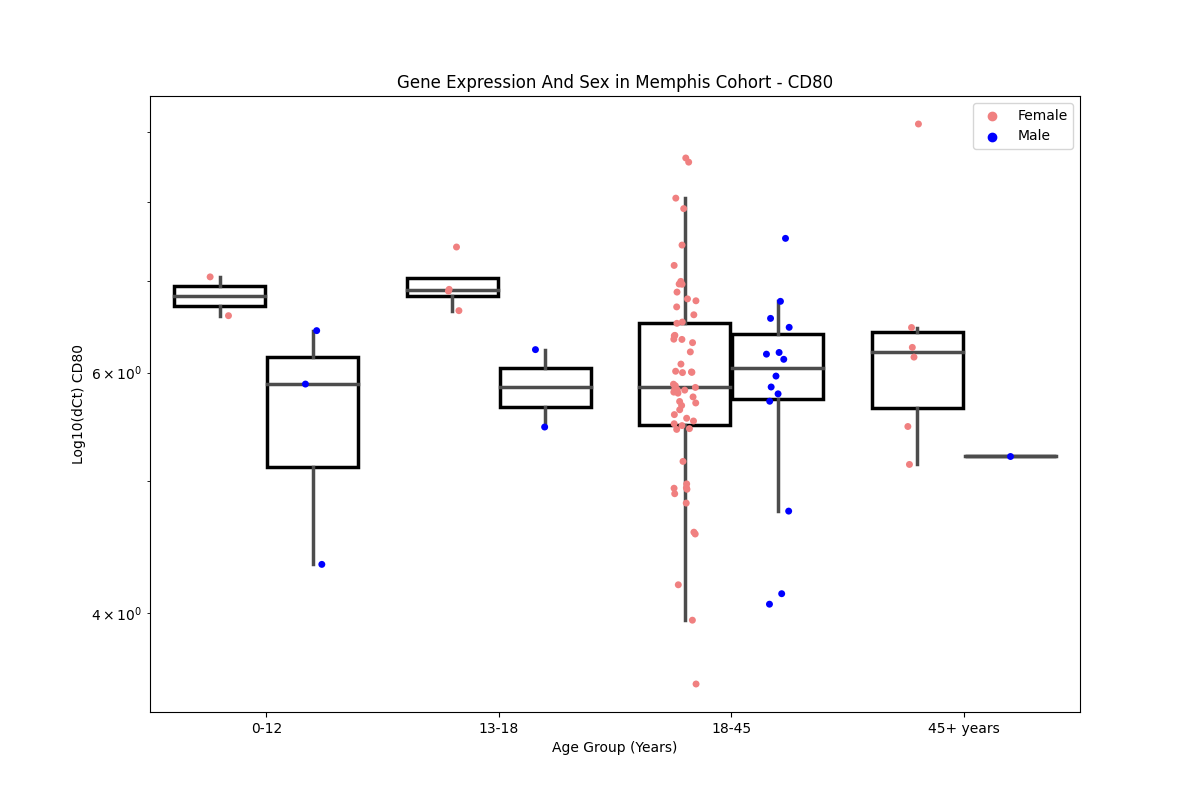 Gene Expression And Sex in Memphis Cohort - CD80
Female
Male
Log10(dCt) CD80
6 × 10⁰
4 × 10⁰
0-12
13-18
18-45
45+ years
Age Group (Years)